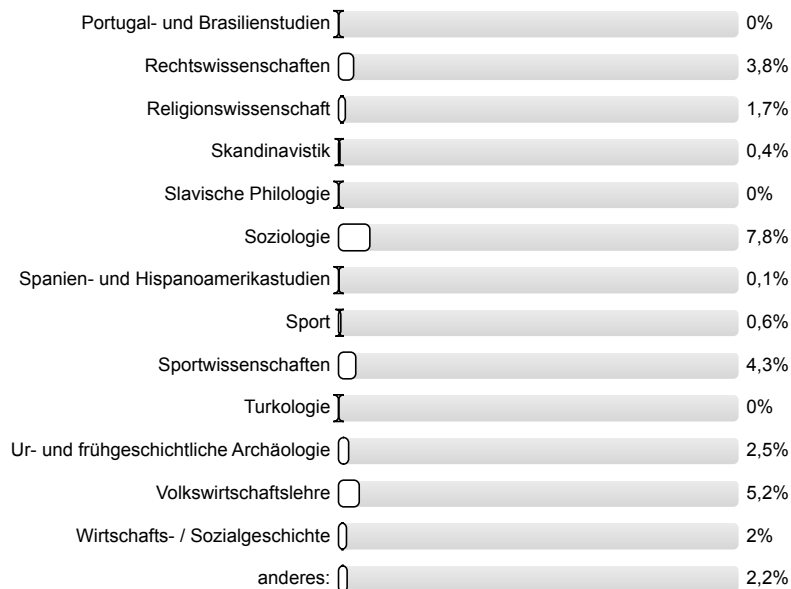 Portugal- und Brasilienstudien 0%
Rechtswissenschaften 3,8%
Religionswissenschaft 1,7%
Skandinavistik 0,4%
Slavische Philologie 0%
Soziologie 7,8%
Spanien- und Hispanoamerikastudien 0,1%
Sport 0,6%
Sportwissenschaften 4,3%
Turkologie 0%
Ur- und frühgeschichtliche Archäologie 2,5%
Volkswirtschaftslehre 5,2%
Wirtschafts- / Sozialgeschichte 2%
anderes: 2,2%